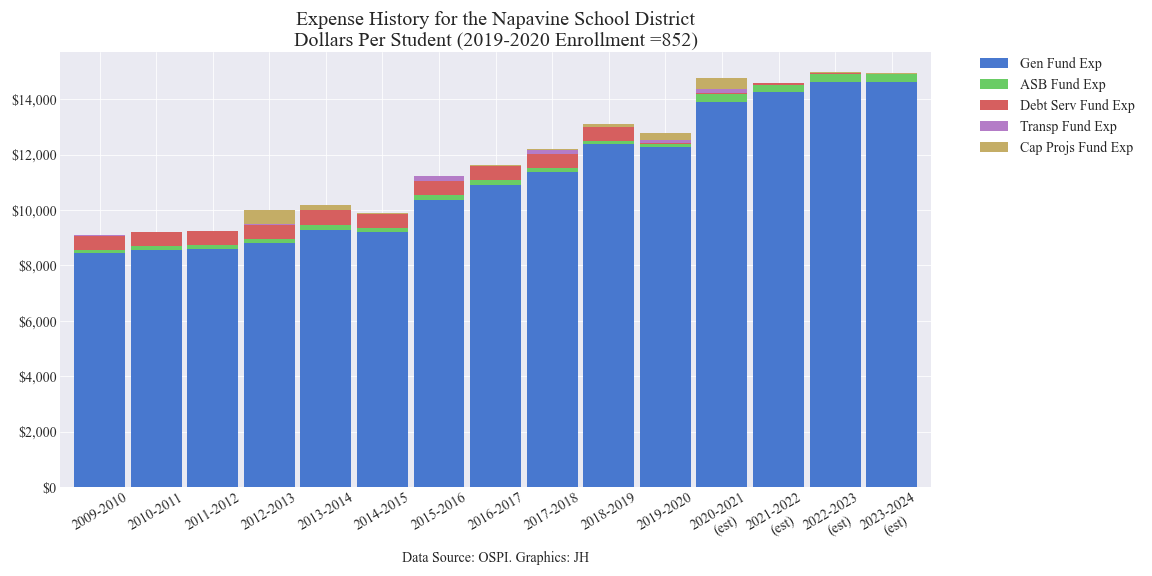 Expense History for the Napavine School District
Dollars Per Student (2019-2020 Enrollment =852)
Gen Fund Exp
ASB Fund Exp
Debt Serv Fund Exp
Transp Fund Exp
Cap Projs Fund Exp
$14,000
$12,000
$10,000
$8,000
$6,000
$4,000
$2,000
$0
2009-2010
2010-2011
2011-2012
2012-2013
2013-2014
2014-2015
2015-2016
2016-2017
2017-2018
2018-2019
2019-2020
2020-2021
(est)
2021-2022
(est)
2022-2023
(est)
2023-2024
(est)
Data Source: OSPI. Graphics: JH